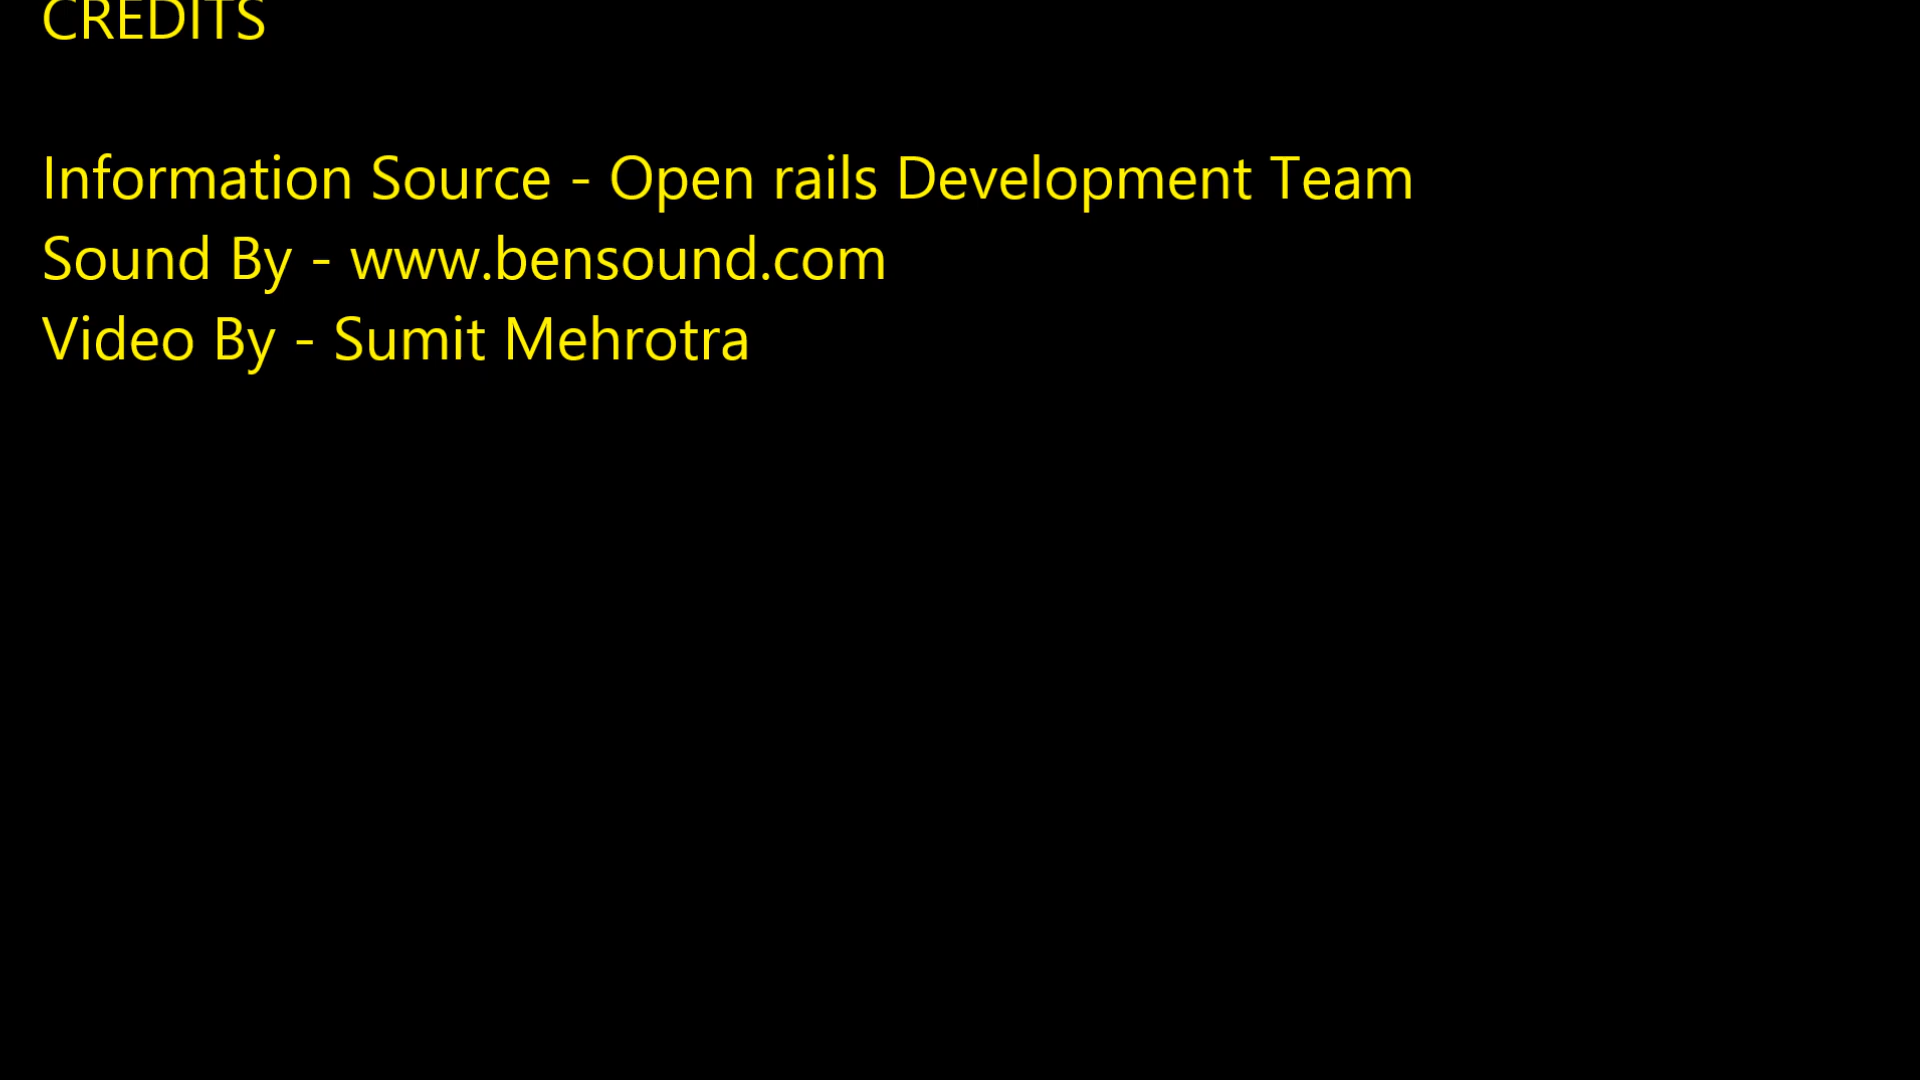 CREDITS
Information Source - Open rails Development Team
Sound By - www.bensound.com
Video By - Sumit Mehrotra